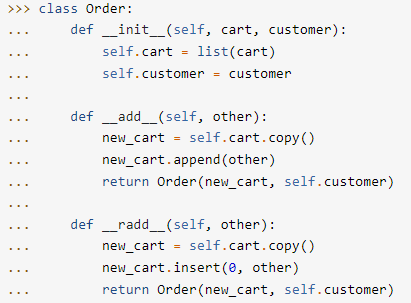 >>> class Order:
...     def __init__(self, cart, customer):
...         self.cart = list(cart)
...         self.customer = customer
...
...     def __add__(self, other):
...         new_cart = self.cart.copy()
...         new_cart.append(other)
...         return Order(new_cart, self.customer)
...
...     def __radd__(self, other):
...         new_cart = self.cart.copy()
...         new_cart.insert(0, other)
...         return Order(new_cart, self.customer)